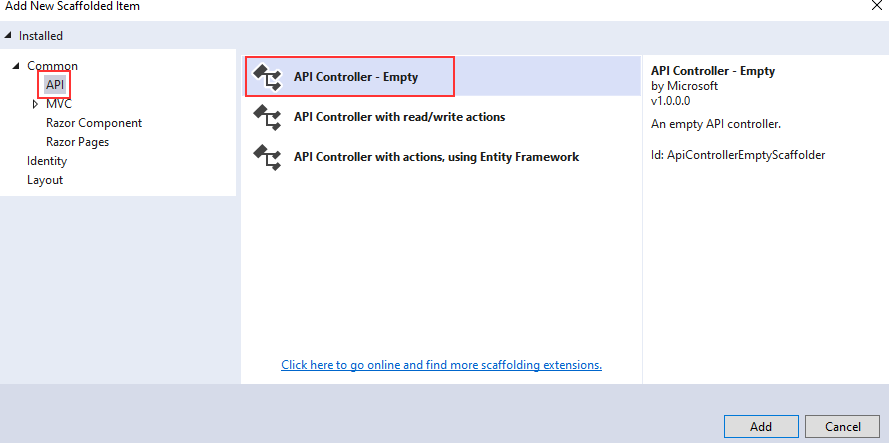 Add New Scaffolded Item
Installed
Common
API
MVC
Razor Component
Razor Pages
Identity
Layout
API Controller - Empty
API Controller with read/write actions
API Controller with actions, using Entity Framework
Click here to go online and find more scaffolding extensions.
API Controller - Empty
by Microsoft
v1.0.0.0
An empty API controller.
Id: ApiControllerEmptyScaffolder
Add
Cancel